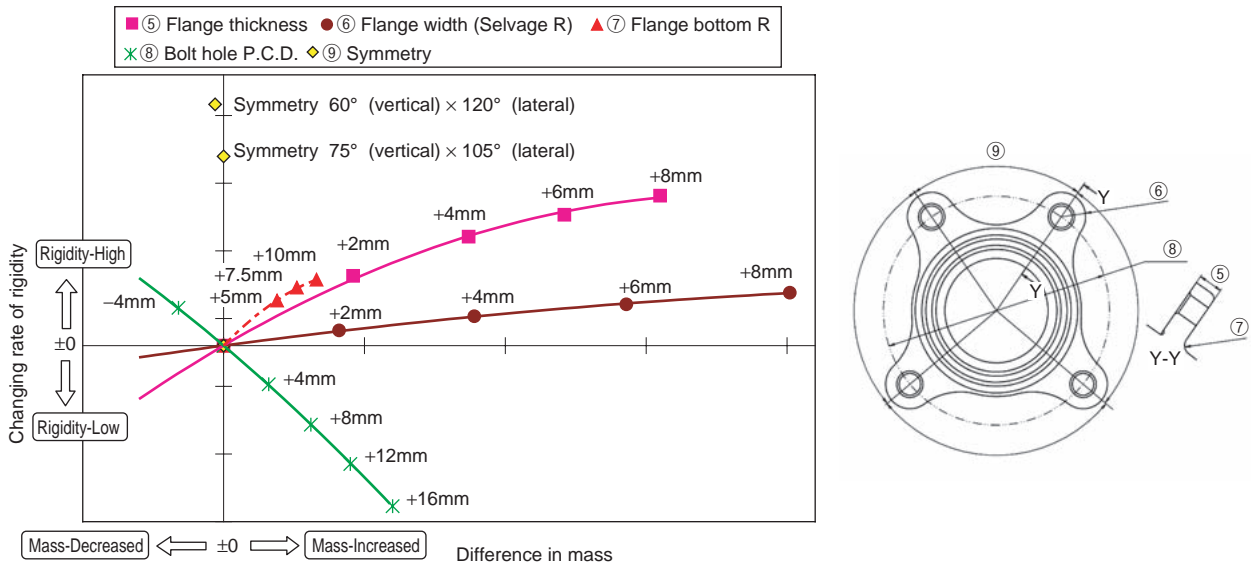 ⑤ Flange thickness ⑥ Flange width (Selvage R) ⑦ Flange bottom R
⑧ Bolt hole P.C.D. ⑨ Symmetry
Symmetry 60° (vertical) × 120° (lateral)
Symmetry 75° (vertical) × 105° (lateral)
+8mm
+6mm
+4mm
+2mm
+10mm
+7.5mm
+5mm
−4mm
+8mm
+6mm
+4mm
+2mm
+4mm
+8mm
+12mm
+16mm
Changing rate of rigidity
Rigidity-High
±0
Rigidity-Low
Mass-Decreased ±0 Mass-Increased
Difference in mass
⑨
Y
⑥
⑧
Y
⑤
⑦
Y-Y